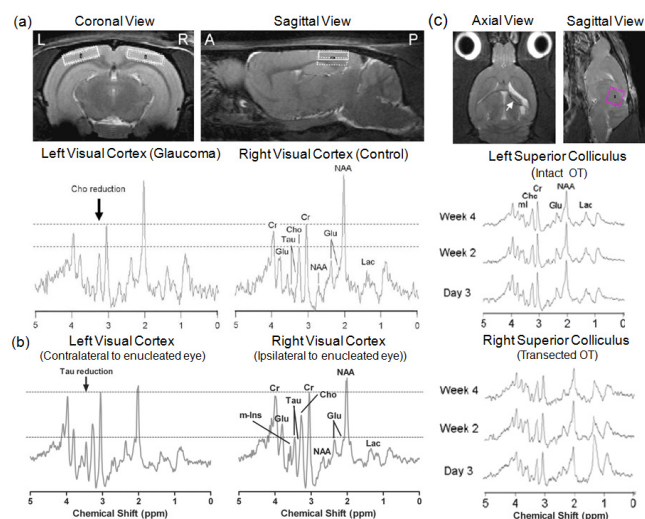 (a) Coronal View Sagittal View
L R A P
Left Visual Cortex (Glaucoma) Right Visual Cortex (Control)
Cho reduction
NAA
Cr
Cr
Cho
Tau
Glu
Glu
NAA
Lac
5 4 3 2 1 0 5 4 3 2 1 0
(b) Left Visual Cortex Right Visual Cortex
(Contralateral to enucleated eye) (Ipsilateral to enucleated eye))
Tau reduction
NAA
Cr
Cr
Tau
Cho
m-Ins
Glu
Glu
NAA
Lac
5 4 3 2 1 0 5 4 3 2 1 0
Chemical Shift (ppm) Chemical Shift (ppm)
(c) Axial View Sagittal View
Left Superior Colliculus
(Intact OT)
NAA
Cr
Cho
mI
Glu
Lac
Week 4
Week 2
Day 3
5 4 3 2 1 0
Right Superior Colliculus
(Transected OT)
Week 4
Week 2
Day 3
5 4 3 2 1 0
Chemical Shift (ppm)